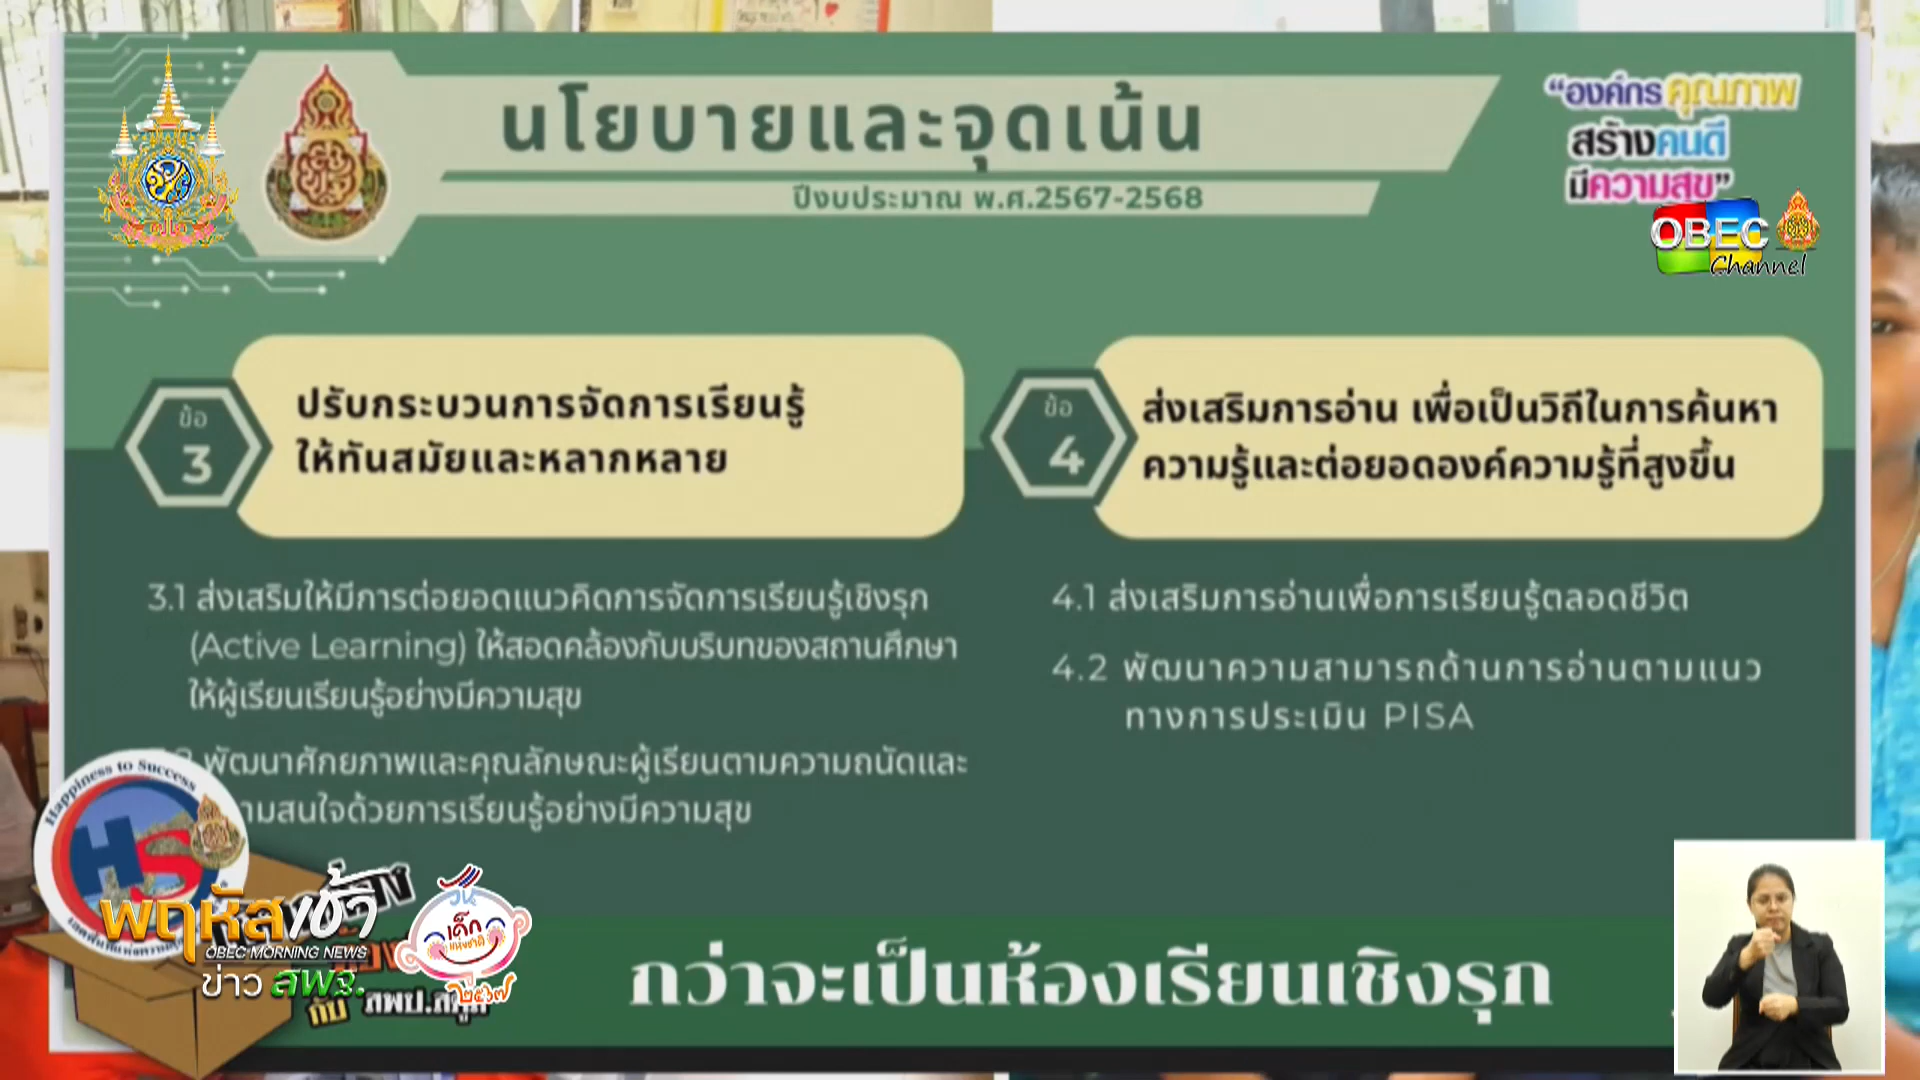 นโยบายและจุดเน้น
ปีงบประมาณ พ.ศ.2567-2568
“องค์กรคุณภาพ
สร้างคนดี
มีความสุข”
OBEC
Channel
ข้อ
3
ปรับกระบวนการจัดการเรียนรู้
ให้ทันสมัยและหลากหลาย
3.1 ส่งเสริมให้มีการต่อยอดแนวคิดการจัดการเรียนรู้เชิงรุก
(Active Learning) ให้สอดคล้องกับบริบทของสถานศึกษา
ให้ผู้เรียนเรียนรู้อย่างมีความสุข
พัฒนาศักยภาพและคุณลักษณะผู้เรียนตามความถนัดและ
ามสนใจด้วยการเรียนรู้อย่างมีความสุข
ข้อ
4
ส่งเสริมการอ่าน เพื่อเป็นวิถีในการค้นหา
ความรู้และต่อยอดองค์ความรู้ที่สูงขึ้น
4.1 ส่งเสริมการอ่านเพื่อการเรียนรู้ตลอดชีวิต
4.2 พัฒนาความสามารถด้านการอ่านตามแนว
ทางการประเมิน PISA
Happiness to Success
HS
พฤหัสเช้า
OBEC MORNING NEWS
ข่าว สพฐ.
กับ สพป.สตูล
วัน
เด็ก
แห่งชาติ
๒๕๖๗
กว่าจะเป็นห้องเรียนเชิงรุก